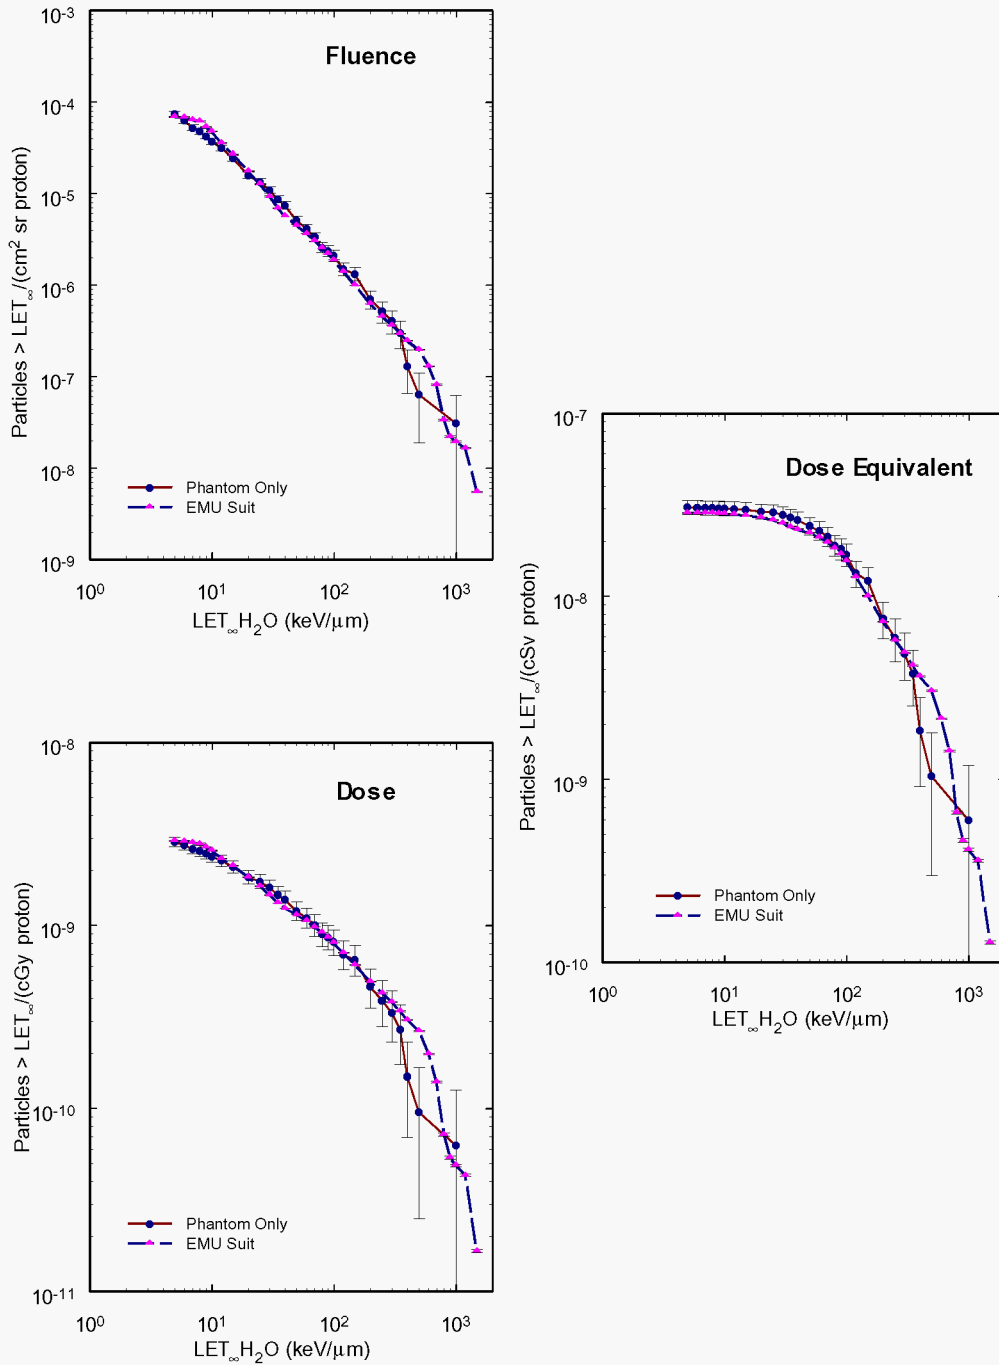 Fluence
Particles > LET∞/(cm² sr proton)
10⁻³
10⁻⁴
10⁻⁵
10⁻⁶
10⁻⁷
10⁻⁸
10⁻⁹
Phantom Only
EMU Suit
10⁰ 10¹ 10² 10³
LET∞H₂O (keV/μm)
Dose Equivalent
Particles > LET∞/(cSv proton)
10⁻⁷
10⁻⁸
10⁻⁹
10⁻¹⁰
Phantom Only
EMU Suit
10⁰ 10¹ 10² 10³
LET∞H₂O (keV/μm)
Dose
Particles > LET∞/(cGy proton)
10⁻⁸
10⁻⁹
10⁻¹⁰
10⁻¹¹
Phantom Only
EMU Suit
10⁰ 10¹ 10² 10³
LET∞H₂O (keV/μm)